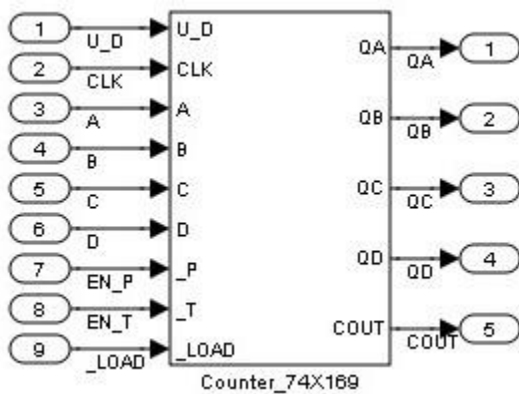 1 U_D QA 1
U_D QA
2 CLK
CLK
3 A QB 2
A QB
4 B
B
5 C QC 3
C QC
6 D
D
7 _P QD 4
EN_P QD
8 _T
EN_T
9 _LOAD COUT 5
_LOAD COUT
Counter_74X169